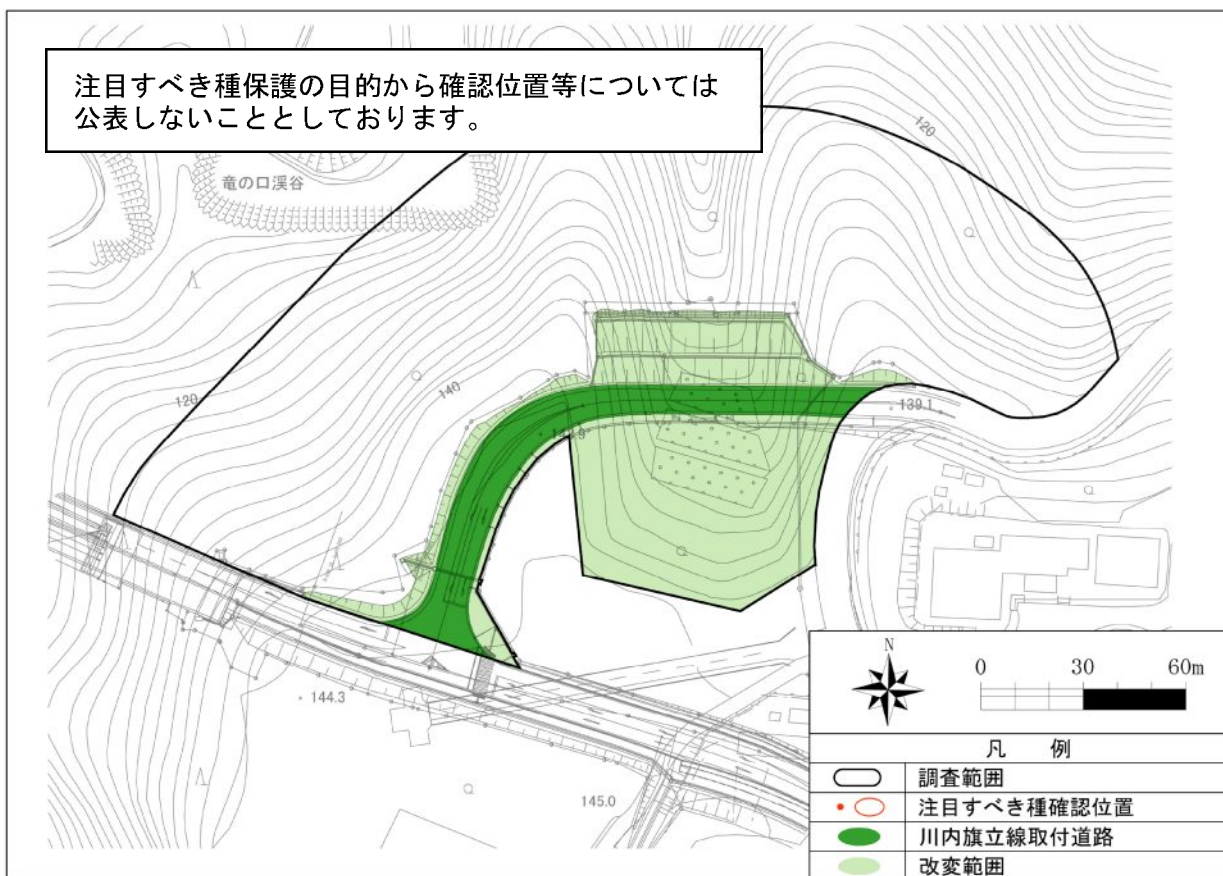 注目すべき種保護の目的から確認位置等については
公表しないこととしております。
120
竜の口渓谷
140
120
139.1
144.3
145.0
N
0 30 60m
凡 例
調査範囲
注目すべき種確認位置
川内旗立線取付道路
改変範囲